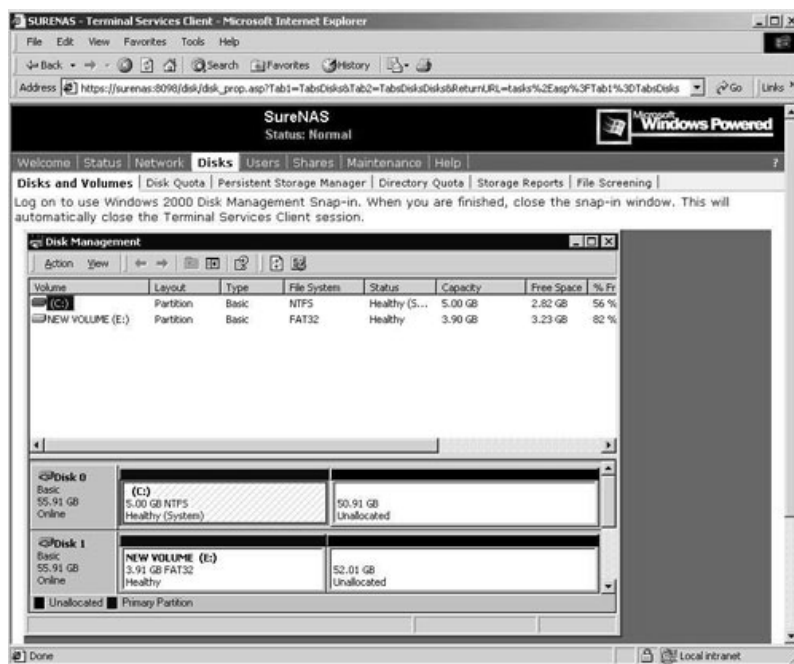 SURENAS - Terminal Services Client - Microsoft Internet Explorer
File Edit View Favorites Tools Help
Back Search Favorites History
Address https://surenas:8098/disk/disk_prop.asp?Tab1=TabsDisks&Tab2=TabsDisksDisks&ReturnURL=tasks%2Easp%3FTab1%3DTabsDisks Go Links »
SureNAS
Status: Normal
Microsoft
Windows Powered
Welcome | Status | Network | Disks | Users | Shares | Maintenance | Help | ?
Disks and Volumes | Disk Quota | Persistent Storage Manager | Directory Quota | Storage Reports | File Screening |
Log on to use Windows 2000 Disk Management Snap-in. When you are finished, close the snap-in window. This will
automatically close the Terminal Services Client session.
Disk Management
Action View
Volume Layout Type File System Status Capacity Free Space % Fr
(C:) Partition Basic NTFS Healthy (S... 5.00 GB 2.82 GB 56 %
NEW VOLUME (E:) Partition Basic FAT32 Healthy 3.90 GB 3.23 GB 82 %
Disk 0
Basic
55.91 GB
Online
(C:)
5.00 GB NTFS
Healthy (System)
50.91 GB
Unallocated
Disk 1
Basic
55.91 GB
Online
NEW VOLUME (E:)
3.91 GB FAT32
Healthy
52.01 GB
Unallocated
Unallocated Primary Partition
Done Local intranet